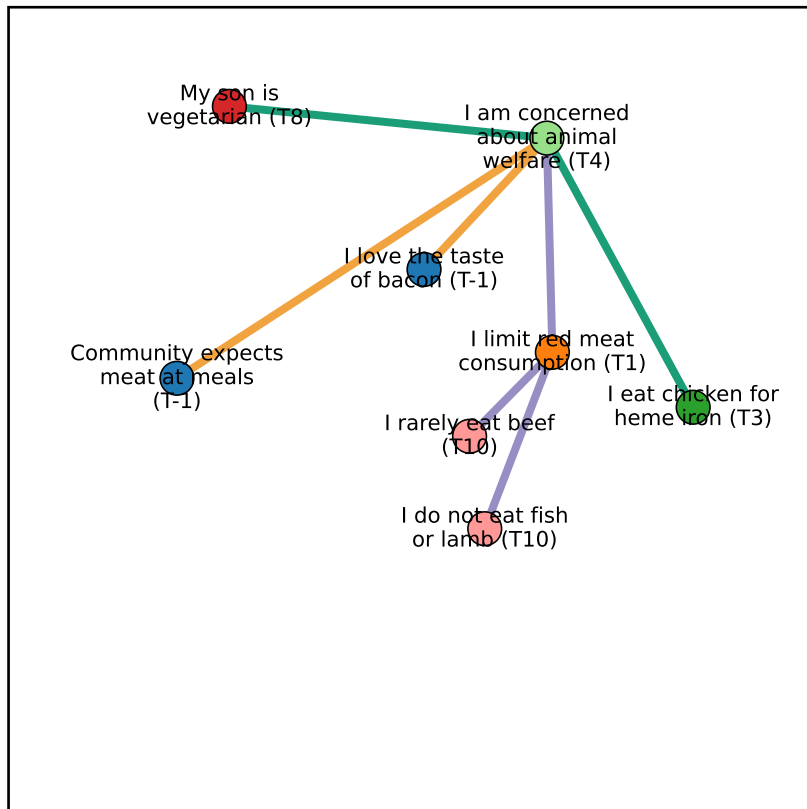 My son is
vegetarian (T8)
I am concerned
about animal
welfare (T4)
I love the taste
of bacon (T-1)
Community expects
meat at meals
(T-1)
I limit red meat
consumption (T1)
I eat chicken for
heme iron (T3)
I rarely eat beef
(T10)
I do not eat fish
or lamb (T10)